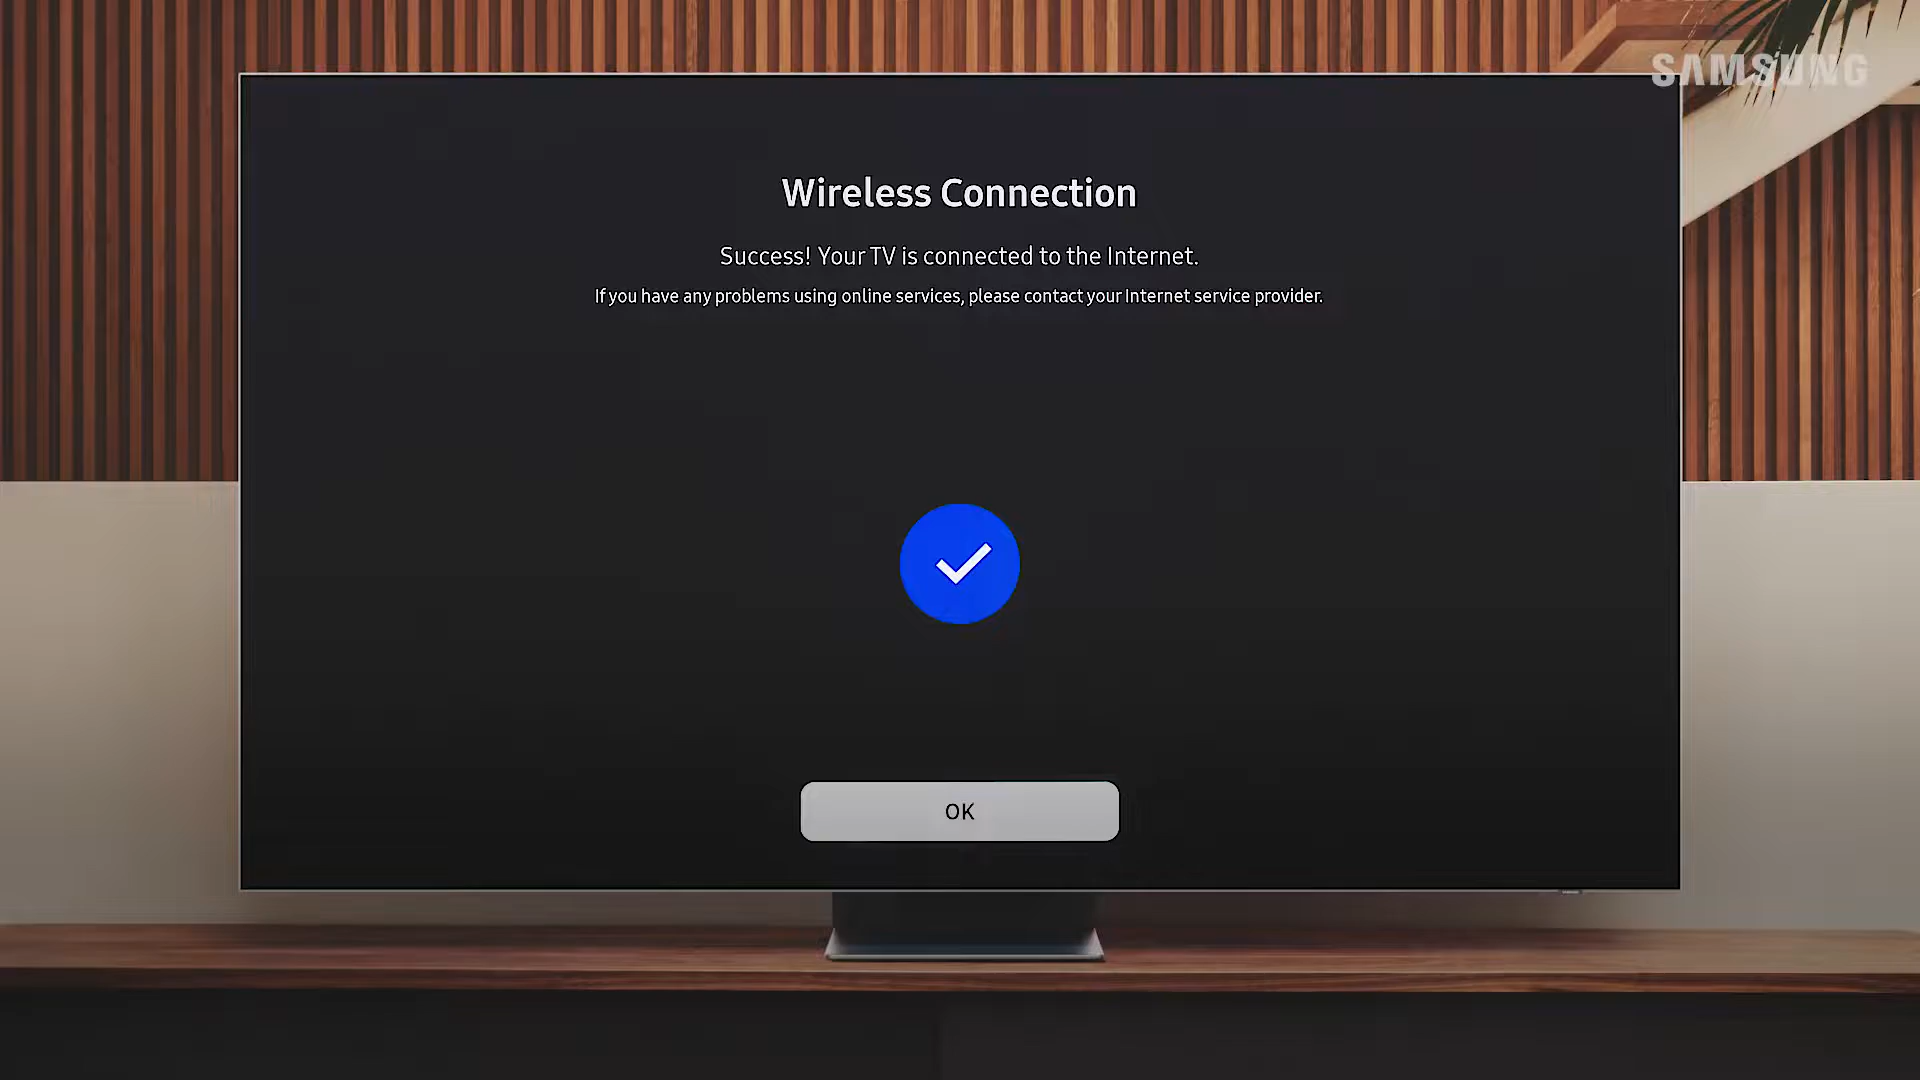 SAMSUNG
Wireless Connection
Success! Your TV is connected to the Internet.
If you have any problems using online services, please contact your Internet service provider.
OK